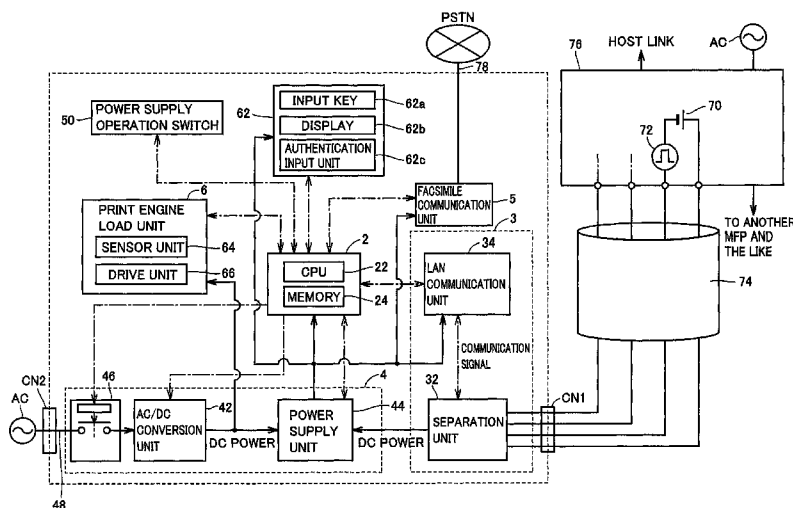 PSTN
AC
76
HOST LINK
78
70
72
POWER SUPPLY
OPERATION SWITCH
50
62
INPUT KEY
62a
DISPLAY
62b
AUTHENTICATION
INPUT UNIT
62c
6
PRINT ENGINE
LOAD UNIT
SENSOR UNIT
64
DRIVE UNIT
66
FACSIMILE
COMMUNICATION
UNIT
5
3
2
CPU
22
MEMORY
24
34
LAN
COMMUNICATION
UNIT
TO ANOTHER
MFP AND
THE LIKE
74
COMMUNICATION
SIGNAL
CN2
AC
46
AC/DC
CONVERSION
UNIT
42
DC POWER
4
POWER
SUPPLY
UNIT
44
DC POWER
32
SEPARATION
UNIT
CN1
48